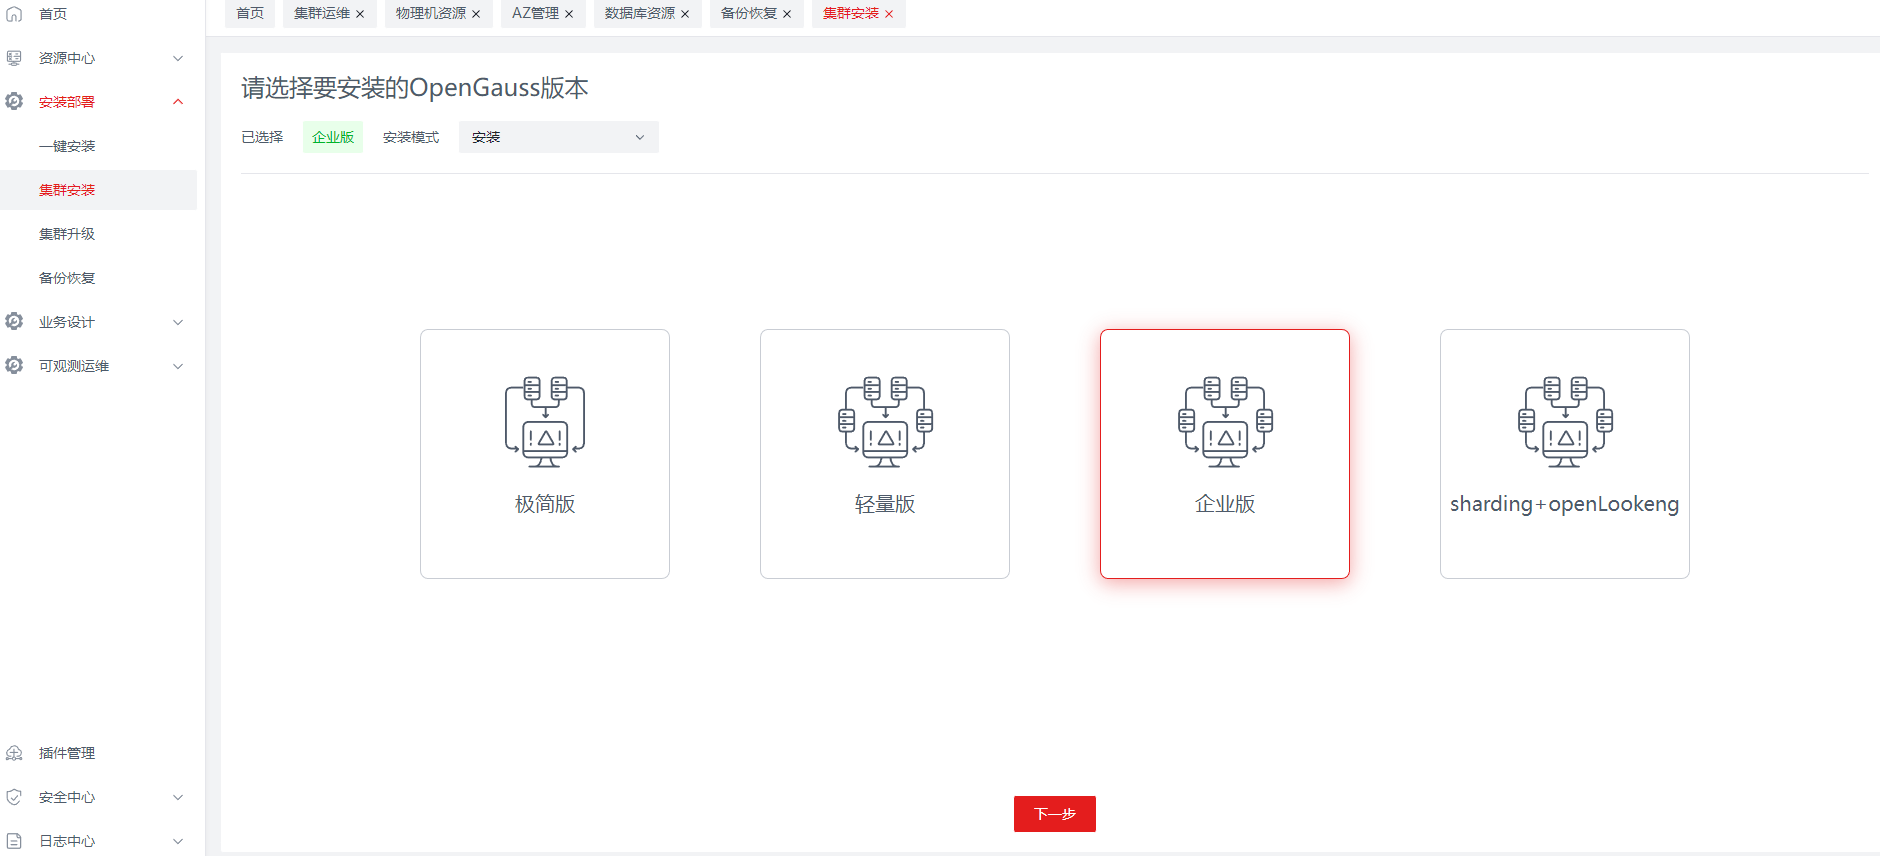 首页
资源中心
安装部署
一键安装
集群安装
集群升级
备份恢复
业务设计
可观测运维
插件管理
安全中心
日志中心
首页 集群运维 物理机资源 AZ管理 数据库资源 备份恢复 集群安装
请选择要安装的OpenGauss版本
已选择 企业版 安装模式 安装
极简版 轻量版 企业版 sharding+openLookeng
下一步